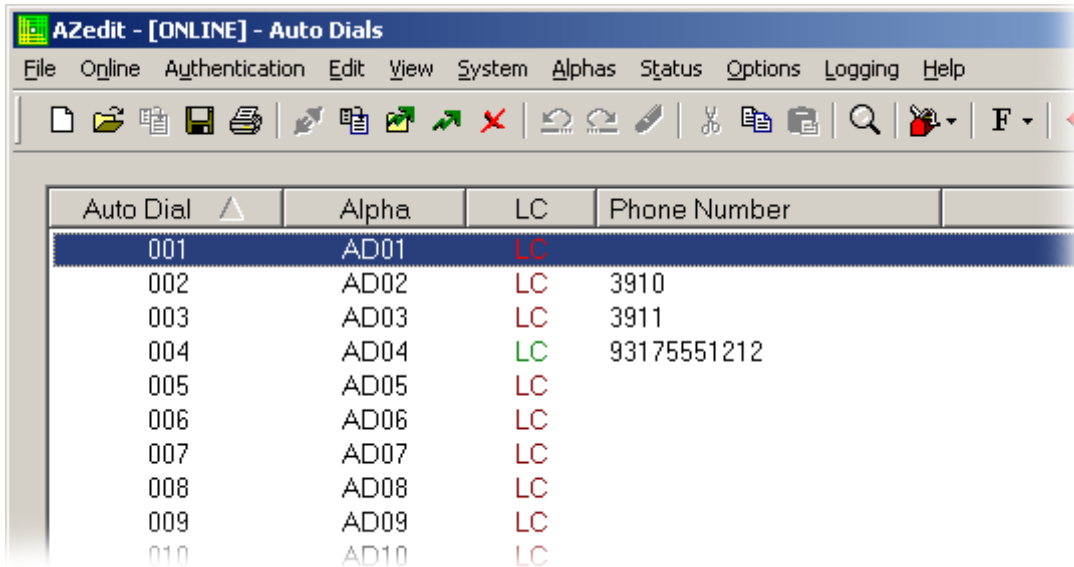 AZedit - [ONLINE] - Auto Dials
File Online Authentication Edit View System Alphas Status Options Logging Help
F
Auto Dial Alpha LC Phone Number
001 AD01 LC
002 AD02 LC 3910
003 AD03 LC 3911
004 AD04 LC 93175551212
005 AD05 LC
006 AD06 LC
007 AD07 LC
008 AD08 LC
009 AD09 LC
010 AD10 LC